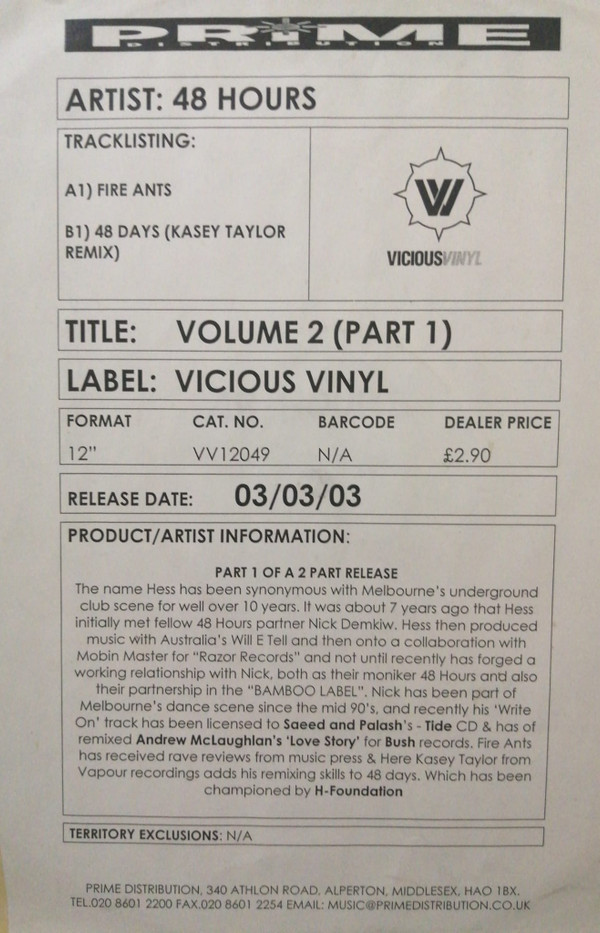 PRIME
DISTRIBUTION
ARTIST: 48 HOURS
TRACKLISTING:
A1) FIRE ANTS
B1) 48 DAYS (KASEY TAYLOR
REMIX)
VICIOUSVINYL
TITLE: VOLUME 2 (PART 1)
LABEL: VICIOUS VINYL
FORMAT CAT. NO. BARCODE DEALER PRICE
12" VV12049 N/A £2.90
RELEASE DATE: 03/03/03
PRODUCT/ARTIST INFORMATION:
PART 1 OF A 2 PART RELEASE
The name Hess has been synonymous with Melbourne's underground
club scene for well over 10 years. It was about 7 years ago that Hess
initially met fellow 48 Hours partner Nick Demkiw. Hess then produced
music with Australia's Will E Tell and then onto a collaboration with
Mobin Master for "Razor Records" and not until recently has forged a
working relationship with Nick, both as their moniker 48 Hours and also
their partnership in the "BAMBOO LABEL". Nick has been part of
Melbourne's dance scene since the mid 90's, and recently his 'Write
On' track has been licensed to Saeed and Palash's - Tide CD & has of
remixed Andrew McLaughlan's 'Love Story' for Bush records. Fire Ants
has received rave reviews from music press & Here Kasey Taylor from
Vapour recordings adds his remixing skills to 48 days. Which has been
championed by H-Foundation
TERRITORY EXCLUSIONS: N/A
PRIME DISTRIBUTION, 340 ATHLON ROAD, ALPERTON, MIDDLESEX, HAO 1BX.
TEL.020 8601 2200 FAX.020 8601 2254 EMAIL: MUSIC@PRIMEDISTRIBUTION.CO.UK